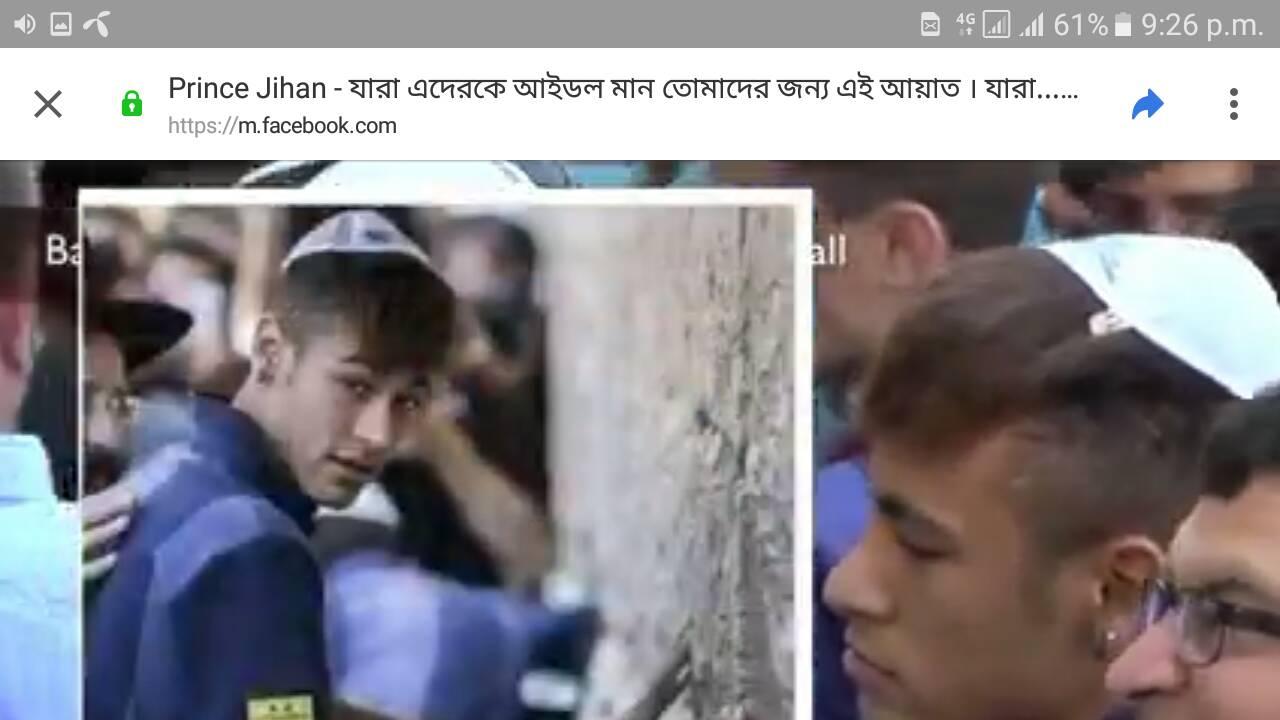 4G 61% 9:26 p.m.
Prince Jihan - যারা এদেরকে আইডল মান তোমাদের জন্য এই আয়াত । যারা......
https://m.facebook.com
Ba all